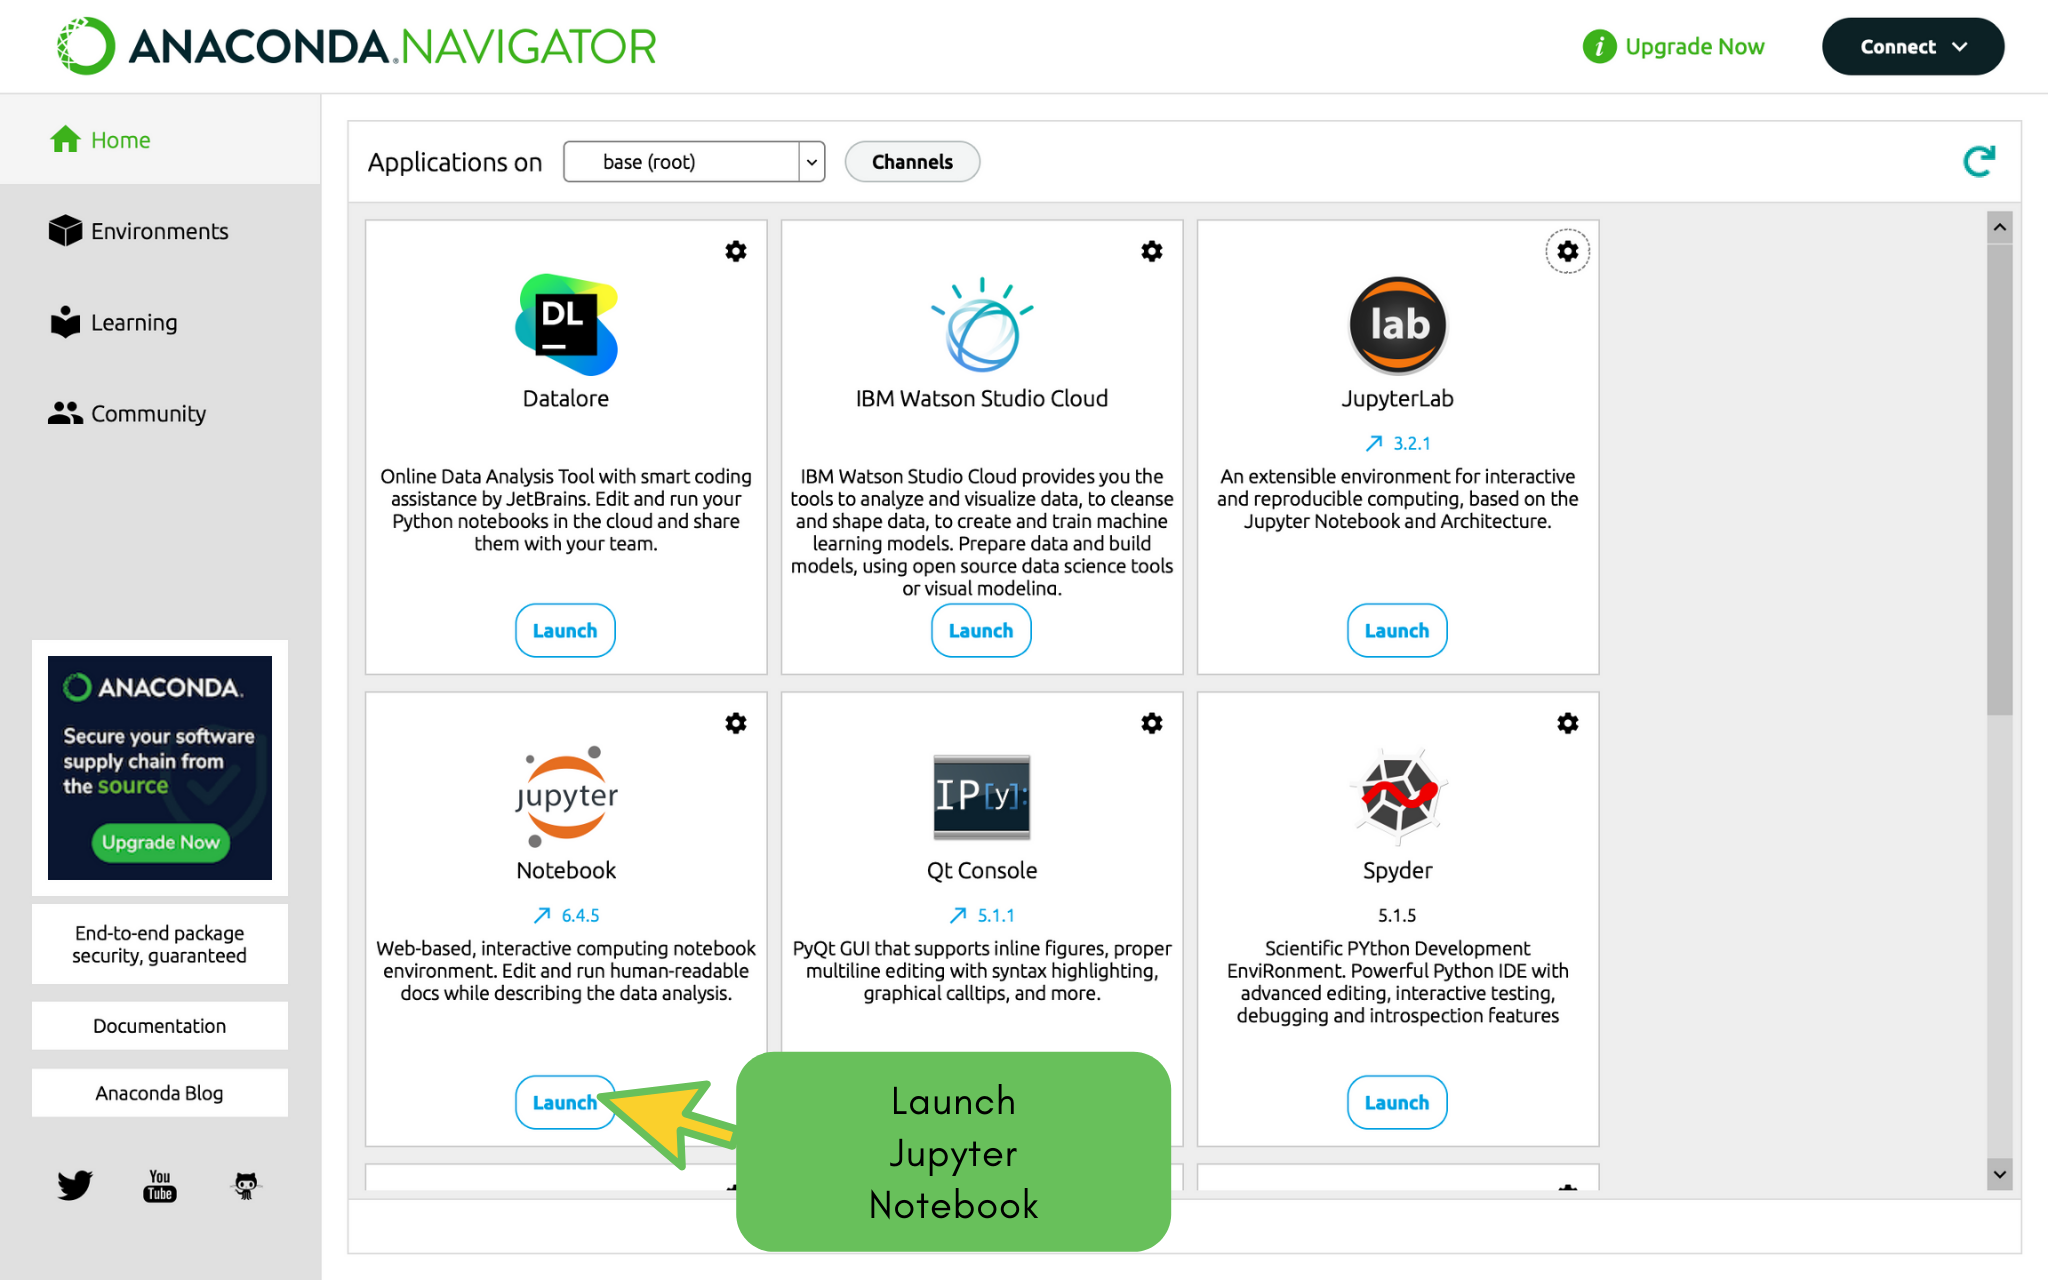 ANACONDA.NAVIGATOR
Upgrade Now
Connect
Home
Environments
Learning
Community
ANACONDA.
Secure your software
supply chain from
the source
Upgrade Now
End-to-end package
security, guaranteed
Documentation
Anaconda Blog
You
Tube
Applications on
base (root)
Channels
DL
Datalore
Online Data Analysis Tool with smart coding
assistance by JetBrains. Edit and run your
Python notebooks in the cloud and share
them with your team.
Launch
IBM Watson Studio Cloud
IBM Watson Studio Cloud provides you the
tools to analyze and visualize data, to cleanse
and shape data, to create and train machine
learning models. Prepare data and build
models, using open source data science tools
or visual modeling.
Launch
lab
JupyterLab
3.2.1
An extensible environment for interactive
and reproducible computing, based on the
Jupyter Notebook and Architecture.
Launch
jupyter
Notebook
6.4.5
Web-based, interactive computing notebook
environment. Edit and run human-readable
docs while describing the data analysis.
Launch
IP[y]:
Qt Console
5.1.1
PyQt GUI that supports inline figures, proper
multiline editing with syntax highlighting,
graphical calltips, and more.
Spyder
5.1.5
Scientific PYthon Development
EnviRonment. Powerful Python IDE with
advanced editing, interactive testing,
debugging and introspection features
Launch
Launch
Jupyter
Notebook